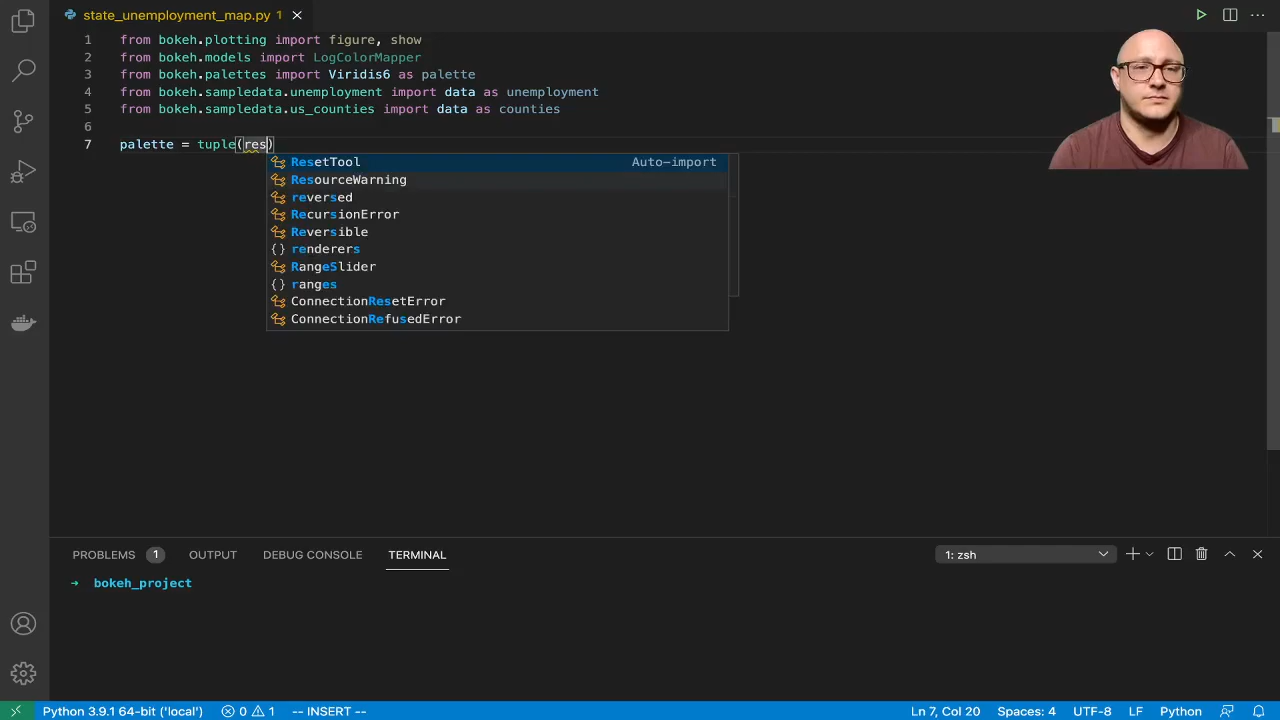 state_unemployment_map.py 1
1 from bokeh.plotting import figure, show
2 from bokeh.models import LogColorMapper
3 from bokeh.palettes import Viridis6 as palette
4 from bokeh.sampledata.unemployment import data as unemployment
5 from bokeh.sampledata.us_counties import data as counties
6
7 palette = tuple(res)
ResetTool Auto-import
ResourceWarning
reversed
RecursionError
Reversible
{} renderers
RangeSlider
{} ranges
ConnectionResetError
ConnectionRefusedError
PROBLEMS 1 OUTPUT DEBUG CONSOLE TERMINAL 1: zsh
→ bokeh_project
Python 3.9.1 64-bit ('local') 0 1 -- INSERT -- Ln 7, Col 20 Spaces: 4 UTF-8 LF Python